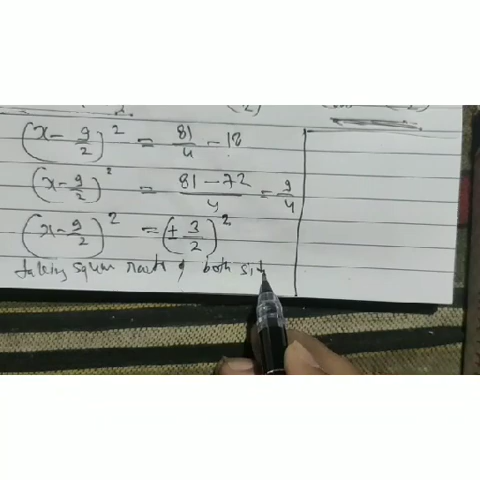 (x - 9/2)^2 = 81/4 - 18
(x - 9/2)^2 = (81 - 72)/4 = 9/4
(x - 9/2)^2 = (± 3/2)^2
taking square roots of both sid